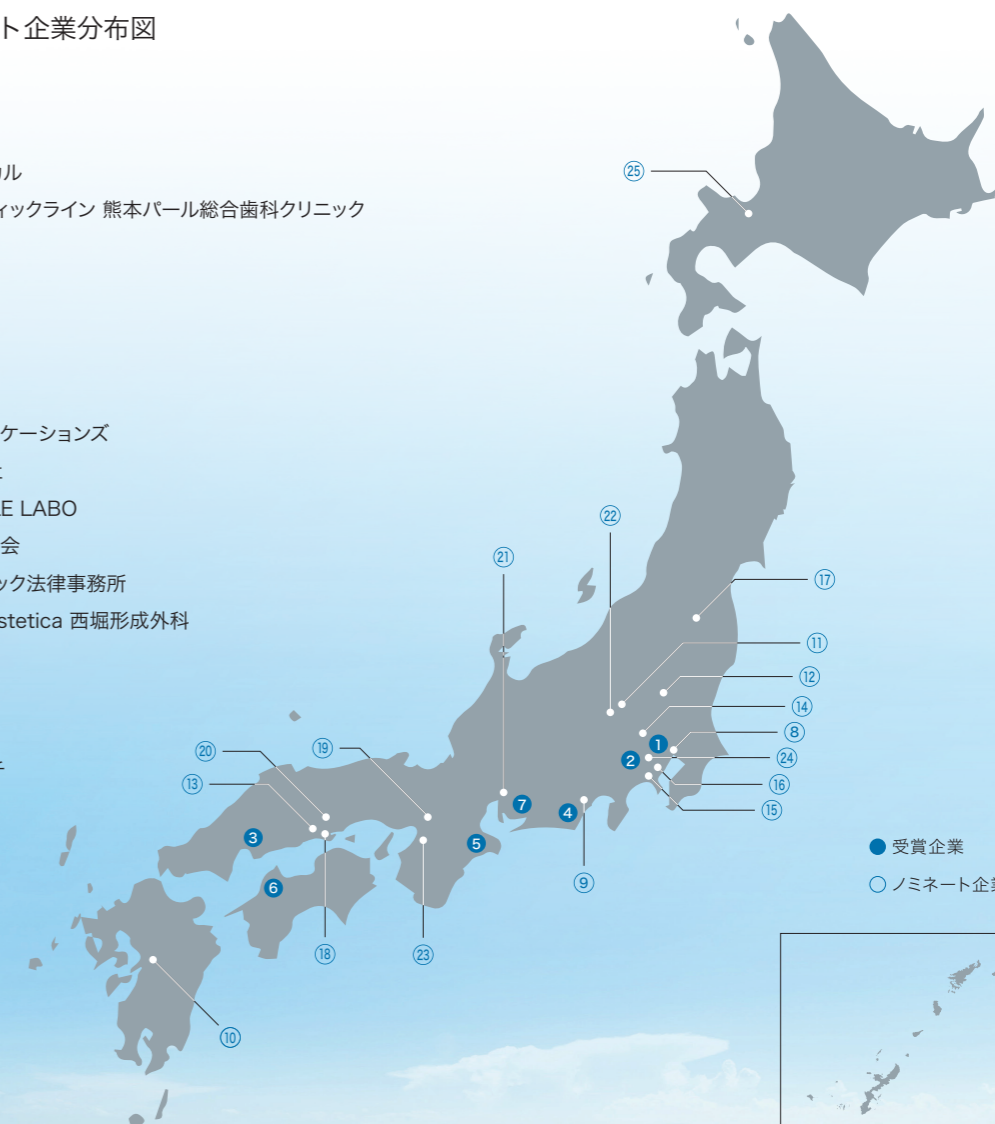 ト企業分布図
カル
ィックライン 熊本パール総合歯科クリニック
ケーションズ
E LABO
会
ック法律事務所
stetica 西堀形成外科
㉕
㉒
㉑
⑰
⑪
⑫
⑭
⑧
⑳
⑲
①
②
㉔
⑬
⑯
⑮
⑦
④
③
⑤
受賞企業
⑨
⑥
ノミネート企業
⑱
㉓
⑩